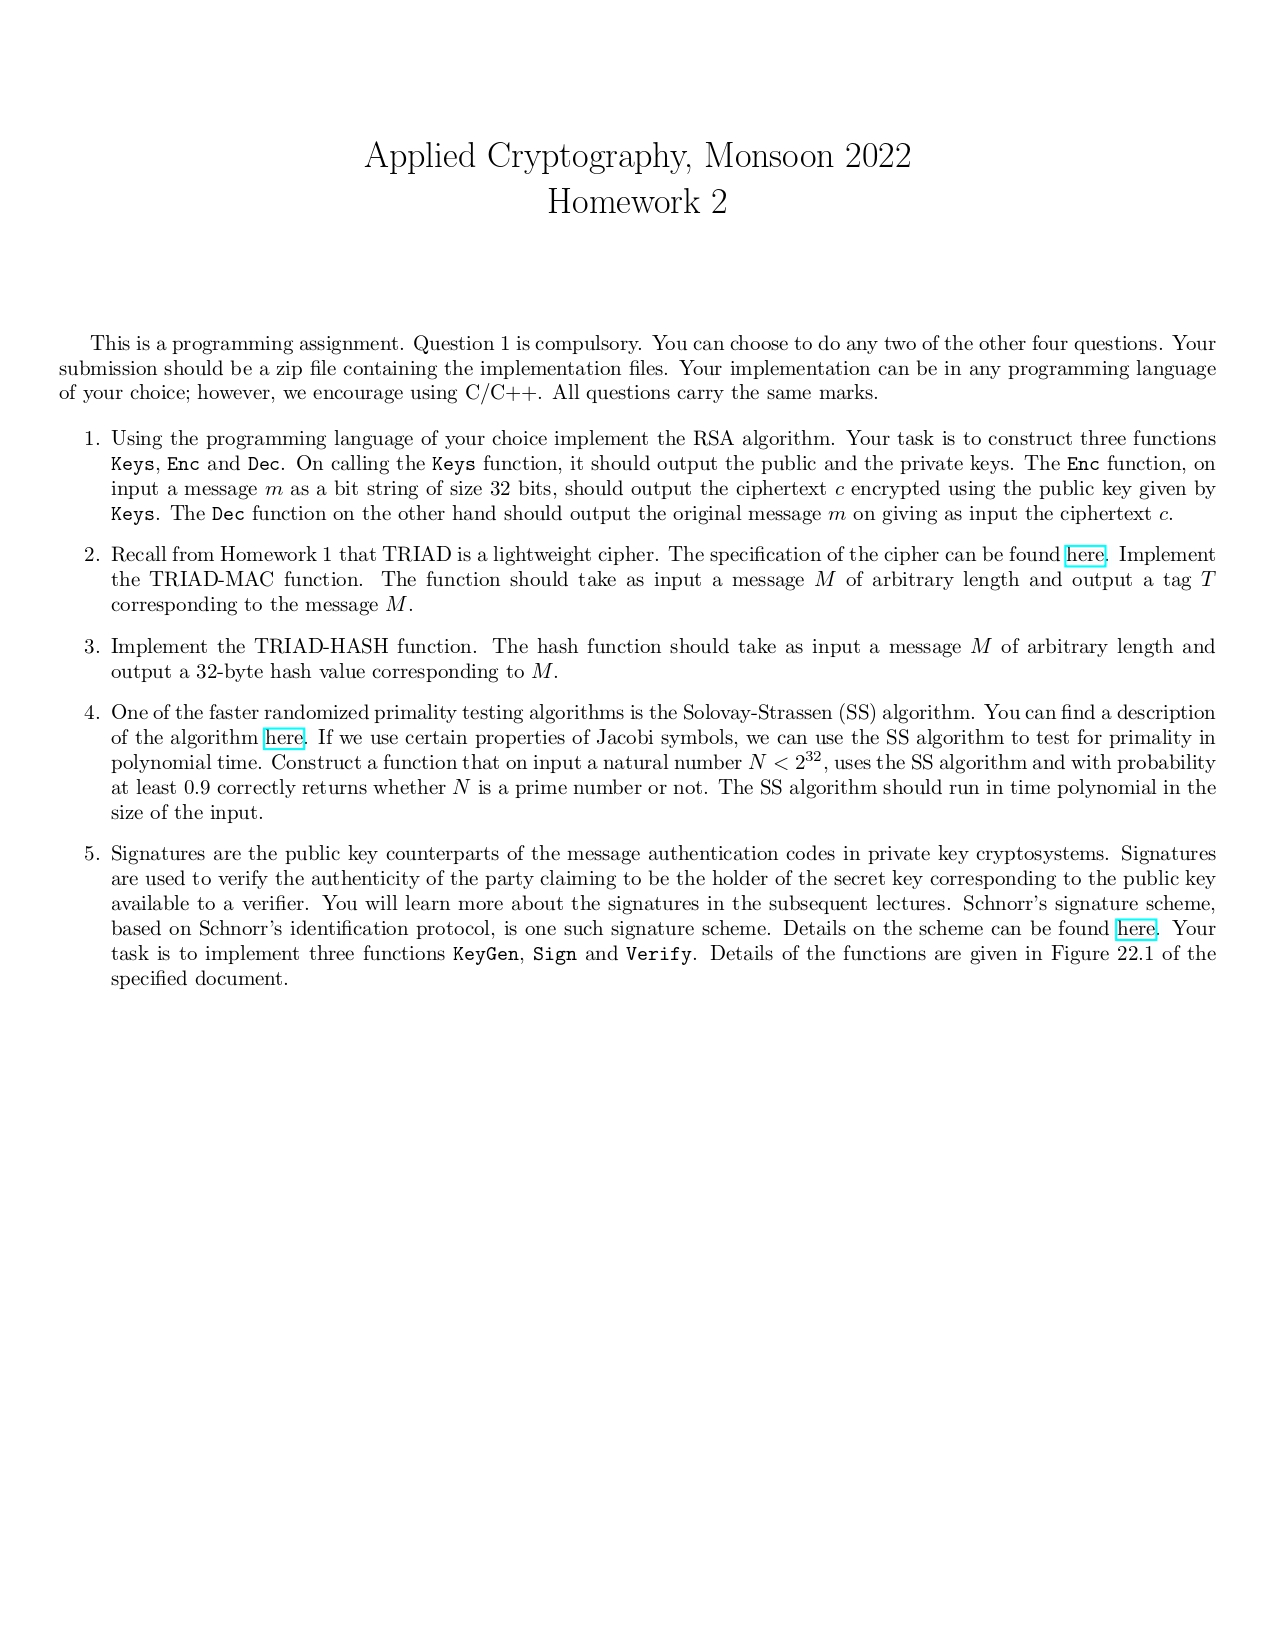 Applied Cryptography, Monsoon 2022
Homework 2
This is a programming assignment. Question 1 is compulsory. You can choose to do any two of the other four questions. Your
submission should be a zip file containing the implementation files. Your implementation can be in any programming language
of your choice; however, we encourage using C/C++. All questions carry the same marks.
1. Using the programming language of your choice implement the RSA algorithm. Your task is to construct three functions
Keys, Enc and Dec. On calling the Keys function, it should output the public and the private keys. The Enc function, on
input a message m as a bit string of size 32 bits, should output the ciphertext c encrypted using the public key given by
Keys. The Dec function on the other hand should output the original message m on giving as input the ciphertext c.
2. Recall from Homework 1 that TRIAD is a lightweight cipher. The specification of the cipher can be found here. Implement
the TRIAD-MAC function. The function should take as input a message M of arbitrary length and output a tag T
corresponding to the message M.
3. Implement the TRIAD-HASH function. The hash function should take as input a message M of arbitrary length and
output a 32-byte hash value corresponding to M.
4. One of the faster randomized primality testing algorithms is the Solovay-Strassen (SS) algorithm. You can find a description
of the algorithm here. If we use certain properties of Jacobi symbols, we can use the SS algorithm to test for primality in
polynomial time. Construct a function that on input a natural number N < 2^32, uses the SS algorithm and with probability
at least 0.9 correctly returns whether N is a prime number or not. The SS algorithm should run in time polynomial in the
size of the input.
5. Signatures are the public key counterparts of the message authentication codes in private key cryptosystems. Signatures
are used to verify the authenticity of the party claiming to be the holder of the secret key corresponding to the public key
available to a verifier. You will learn more about the signatures in the subsequent lectures. Schnorr's signature scheme,
based on Schnorr's identification protocol, is one such signature scheme. Details on the scheme can be found here. Your
task is to implement three functions KeyGen, Sign and Verify. Details of the functions are given in Figure 22.1 of the
specified document.